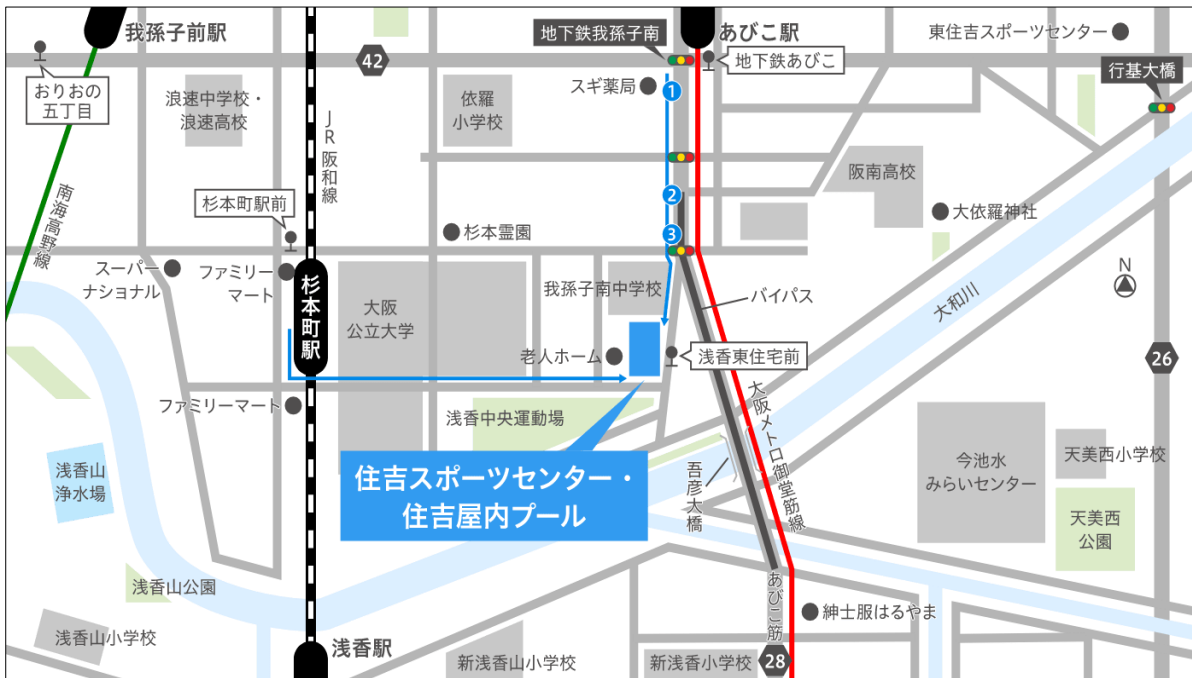 我孫子前駅
地下鉄我孫子南
あびこ駅
東住吉スポーツセンター
42
地下鉄あびこ
行基大橋
おりおの
五丁目
浪速中学校・
浪速高校
JR阪和線
依羅
小学校
スギ薬局
1
阪南高校
南海高野線
杉本町駅前
2
杉本霊園
3
大依羅神社
スーパー
ナショナル
ファミリー
マート
杉本町駅
大阪
公立大学
我孫子南中学校
バイパス
大和川
N
老人ホーム
浅香東住宅前
26
ファミリーマート
浅香中央運動場
大阪メトロ御堂筋線
浅香山
浄水場
住吉スポーツセンター・
住吉屋内プール
吾彦大橋
今池水
みらいセンター
天美西小学校
天美西
公園
浅香山公園
あびこ筋
紳士服はるやま
浅香山小学校
浅香駅
新浅香山小学校
新浅香小学校
28